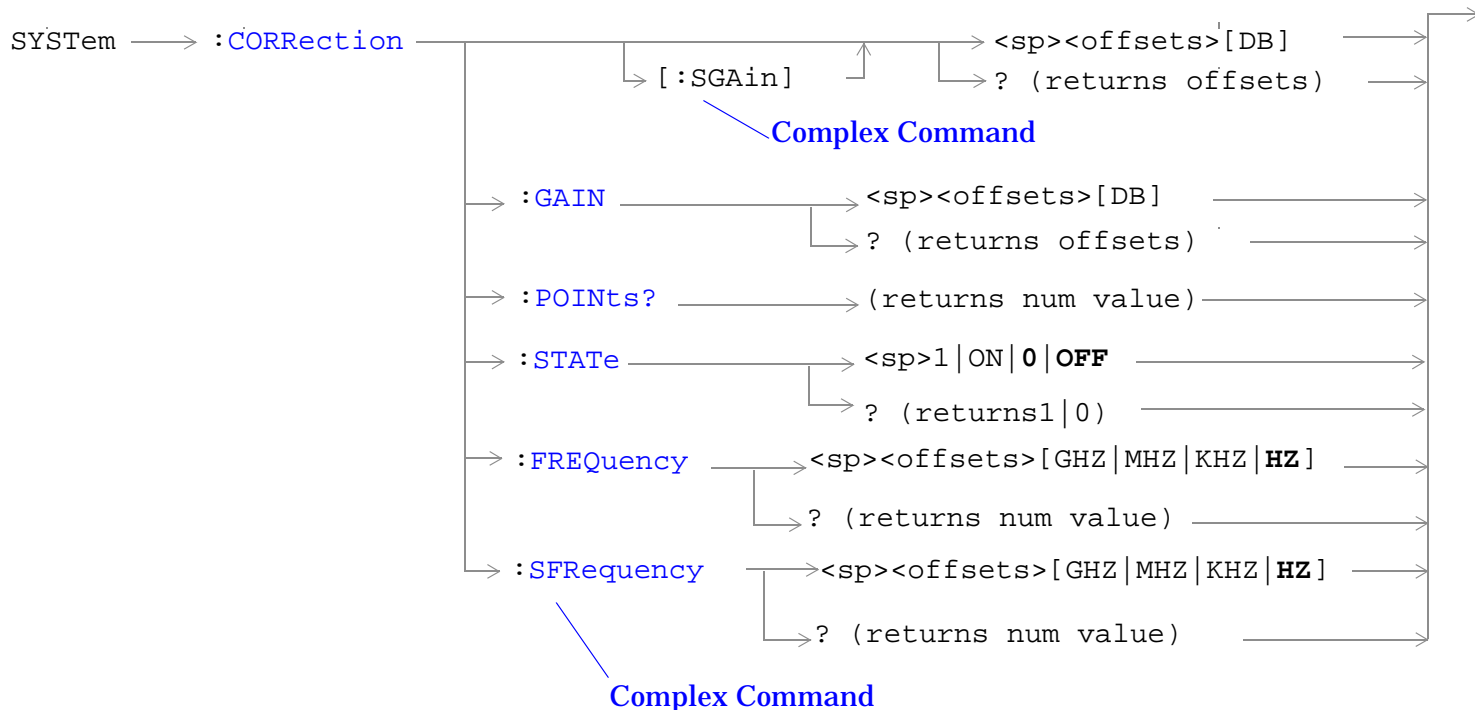 SYSTem :CORRection <sp><offsets>[DB]
[:SGAin] ? (returns offsets)
Complex Command
:GAIN <sp><offsets>[DB]
? (returns offsets)
:POINts? (returns num value)
:STATe <sp>1|ON|0|OFF
? (returns1|0)
:FREQuency <sp><offsets>[GHZ|MHZ|KHZ|HZ]
? (returns num value)
:SFRequency <sp><offsets>[GHZ|MHZ|KHZ|HZ]
? (returns num value)
Complex Command